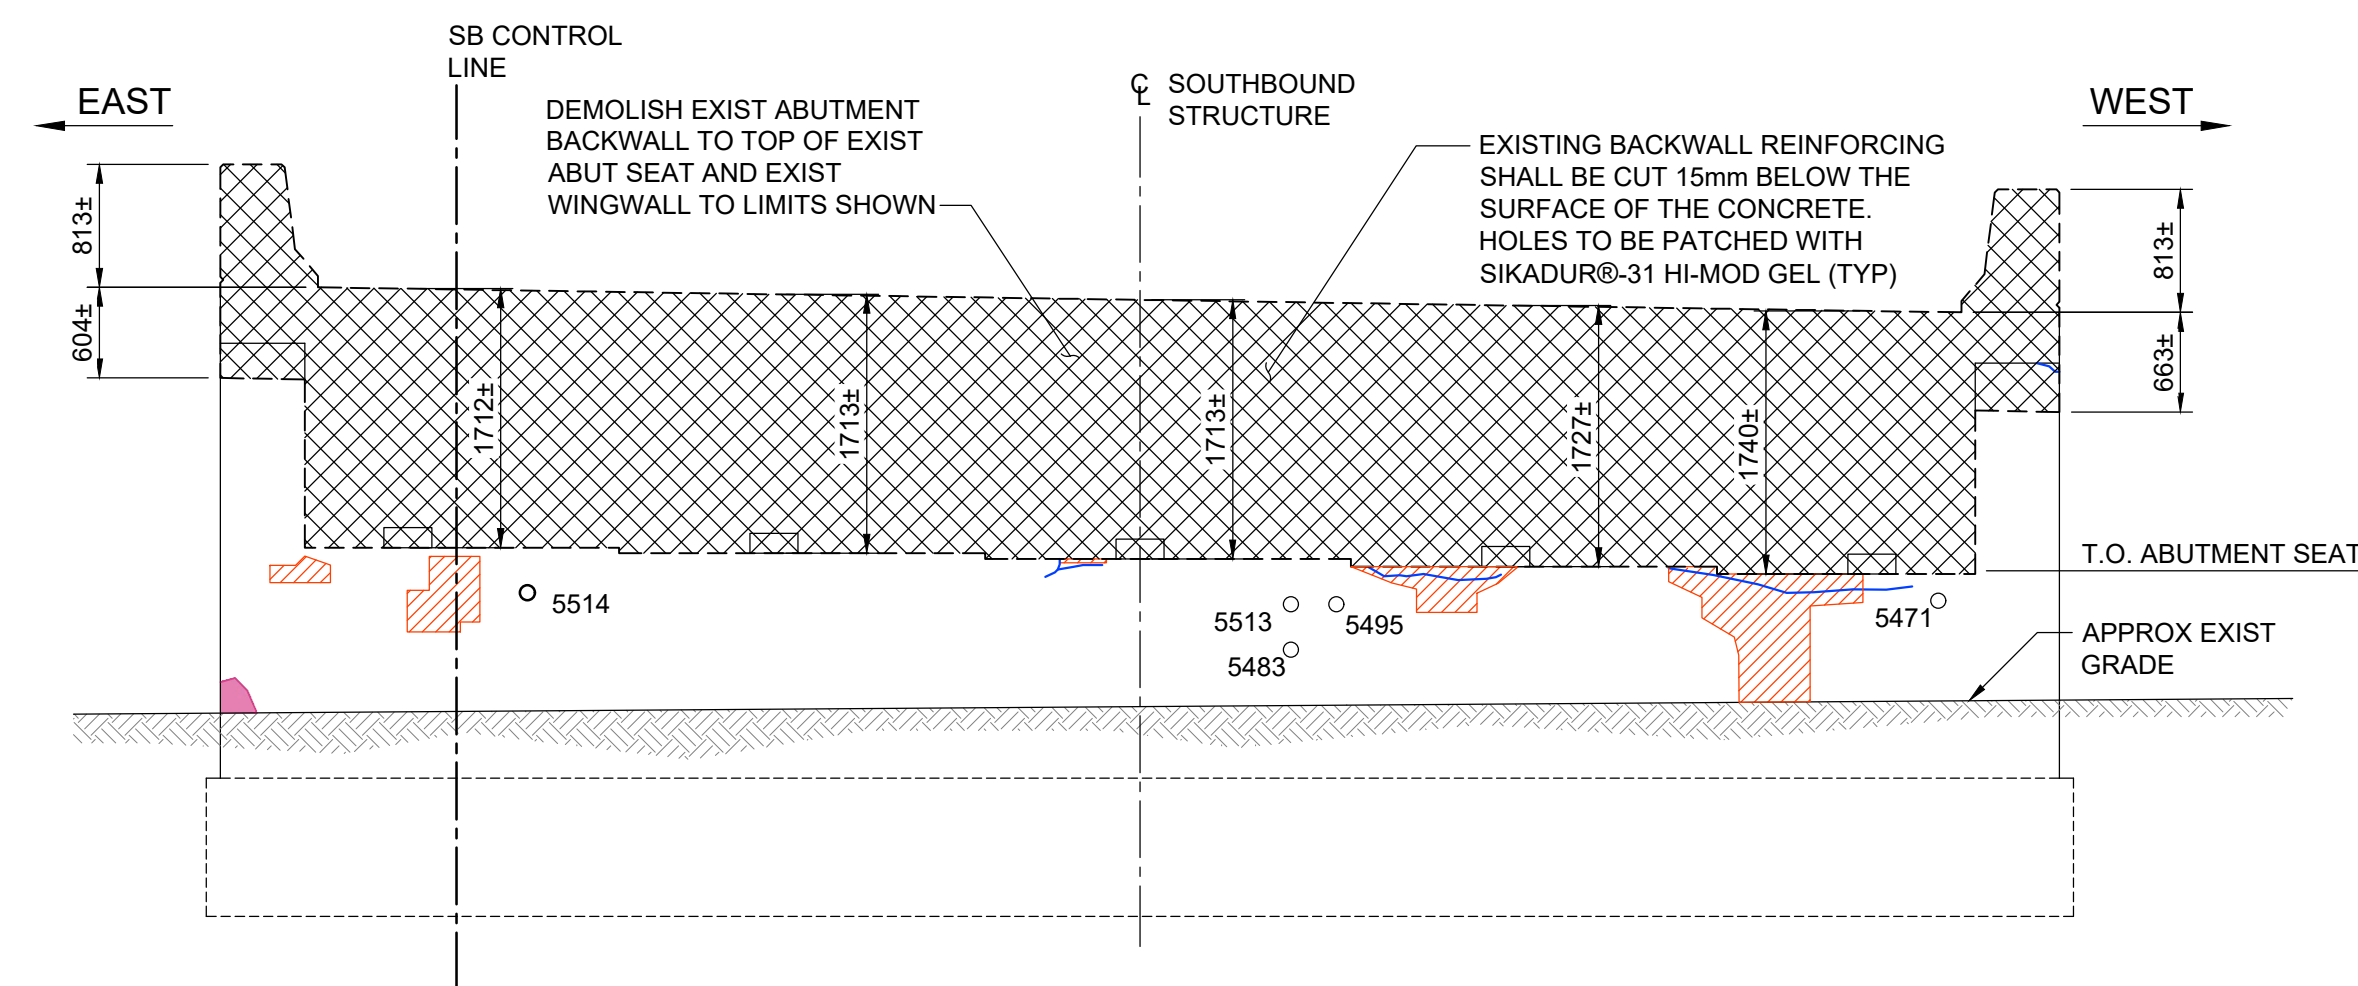 SB CONTROL
LINE
EAST
DEMOLISH EXIST ABUTMENT
BACKWALL TO TOP OF EXIST
ABUT SEAT AND EXIST
WINGWALL TO LIMITS SHOWN
℄ SOUTHBOUND
STRUCTURE
WEST
EXISTING BACKWALL REINFORCING
SHALL BE CUT 15mm BELOW THE
SURFACE OF THE CONCRETE.
HOLES TO BE PATCHED WITH
SIKADUR®-31 HI-MOD GEL (TYP)
813±
604±
1712±
1713±
1713±
1727±
1740±
813±
663±
T.O. ABUTMENT SEAT
5514
5513
5495
5483
5471
APPROX EXIST
GRADE